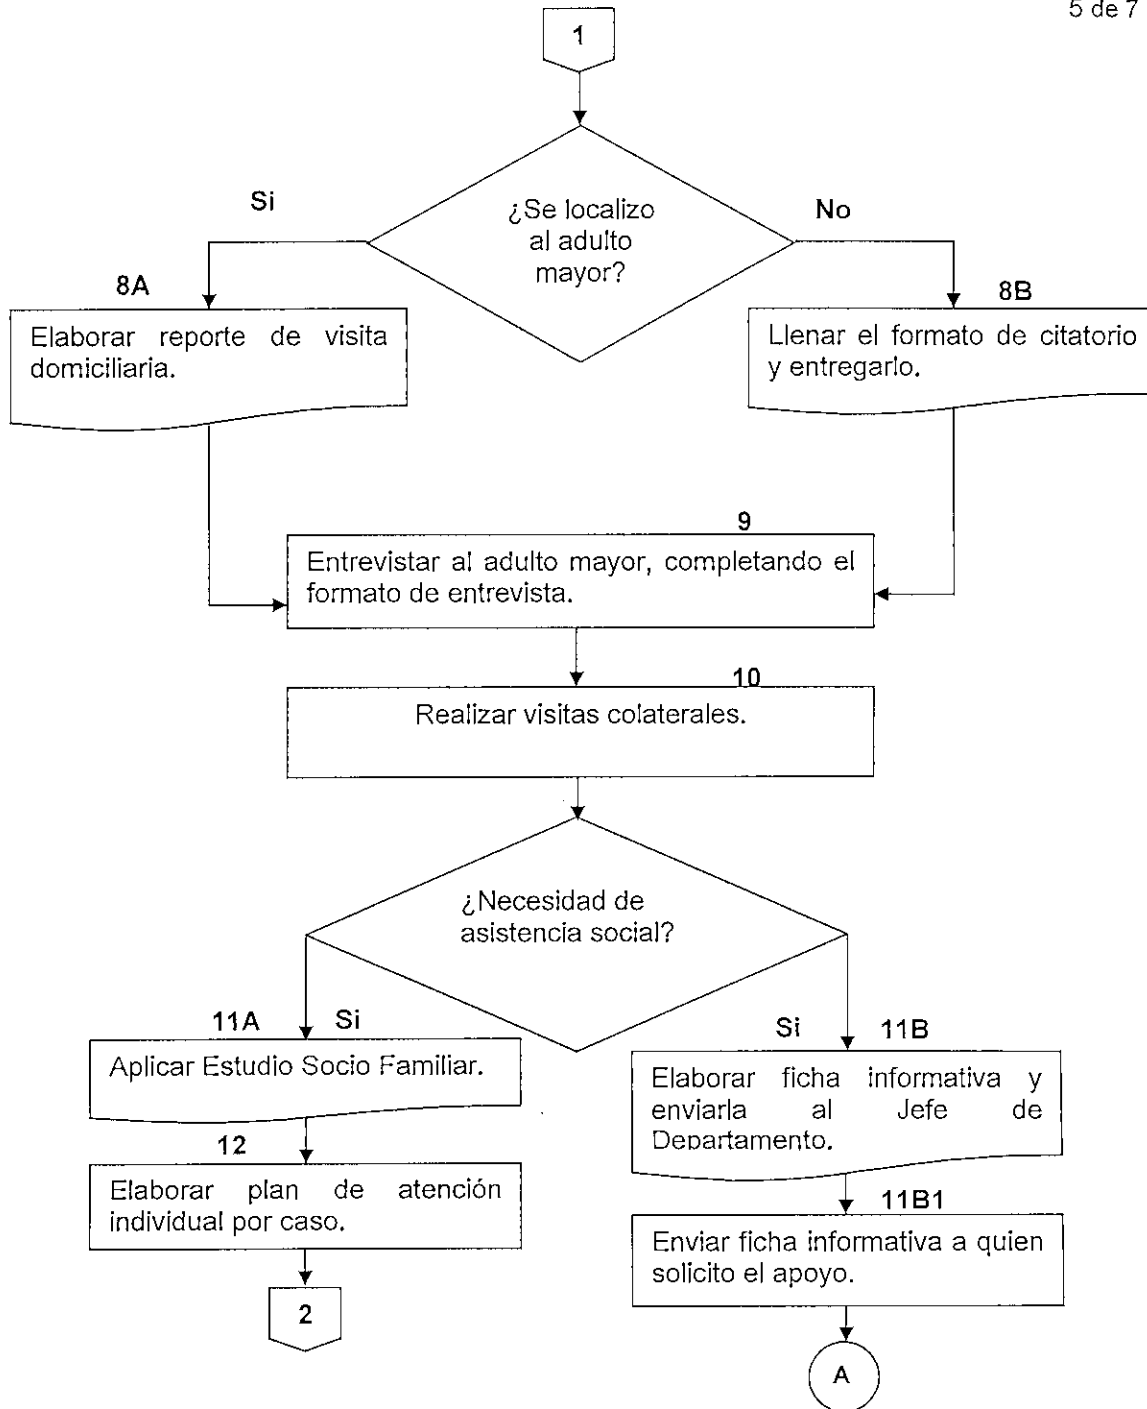 5 de 7
1
¿Se localizo
al adulto
mayor?
Si
No
8A
Elaborar reporte de visita
domiciliaria.
8B
Llenar el formato de citatorio
y entregarlo.
9
Entrevistar al adulto mayor, completando el
formato de entrevista.
10
Realizar visitas colaterales.
¿Necesidad de
asistencia social?
11A Si
Aplicar Estudio Socio Familiar.
12
Elaborar plan de atención
individual por caso.
2
Si 11B
Elaborar ficha informativa y
enviarla al Jefe de
Departamento.
11B1
Enviar ficha informativa a quien
solicito el apoyo.
A